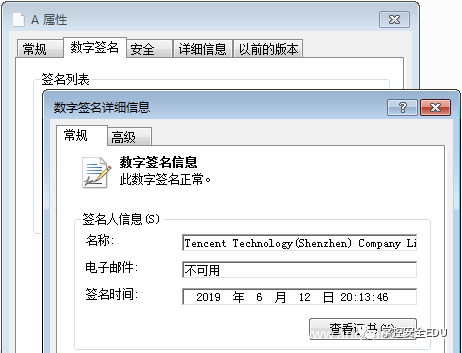 A 属性
常规 数字签名 安全 详细信息 以前的版本
签名列表
数字签名详细信息
常规 高级
数字签名信息
此数字签名正常。
签名人信息(S)
名称: Tencent Technology(Shenzhen) Company Li
电子邮件: 不可用
签名时间: 2019 年 6 月 12 日 20:13:46
查看证书(V)
掌控安全EDU